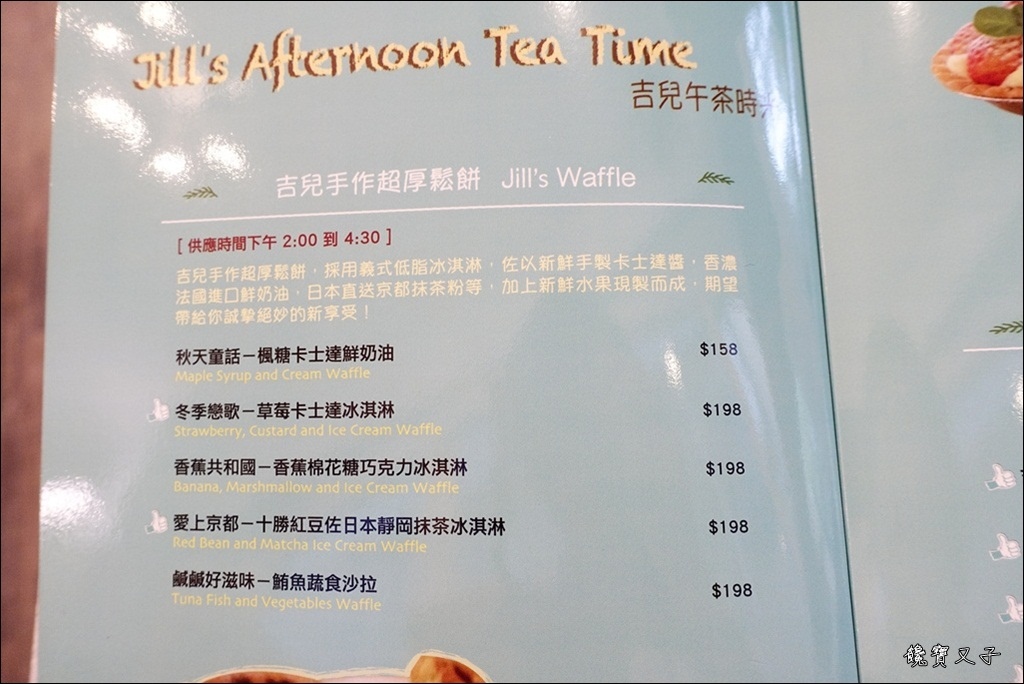 Jill's Afternoon Tea Time
吉兒午茶時光
吉兒手作超厚鬆餅 Jill's Waffle
[ 供應時間下午 2:00 到 4:30 ]
吉兒手作超厚鬆餅，採用義式低脂冰淇淋，佐以新鮮手製卡士達醬，香濃
法國進口鮮奶油，日本直送京都抹茶粉等，加上新鮮水果現製而成，期望
帶給你誠摯絕妙的新享受！
秋天童話－楓糖卡士達鮮奶油 $158
Maple Syrup and Cream Waffle
冬季戀歌－草莓卡士達冰淇淋 $198
Strawberry, Custard and Ice Cream Waffle
香蕉共和國－香蕉棉花糖巧克力冰淇淋 $198
Banana, Marshmallow and Ice Cream Waffle
愛上京都－十勝紅豆佐日本靜岡抹茶冰淇淋 $198
Red Bean and Matcha Ice Cream Waffle
鹹鹹好滋味－鮪魚蔬食沙拉 $198
Tuna Fish and Vegetables Waffle
饞寶又子